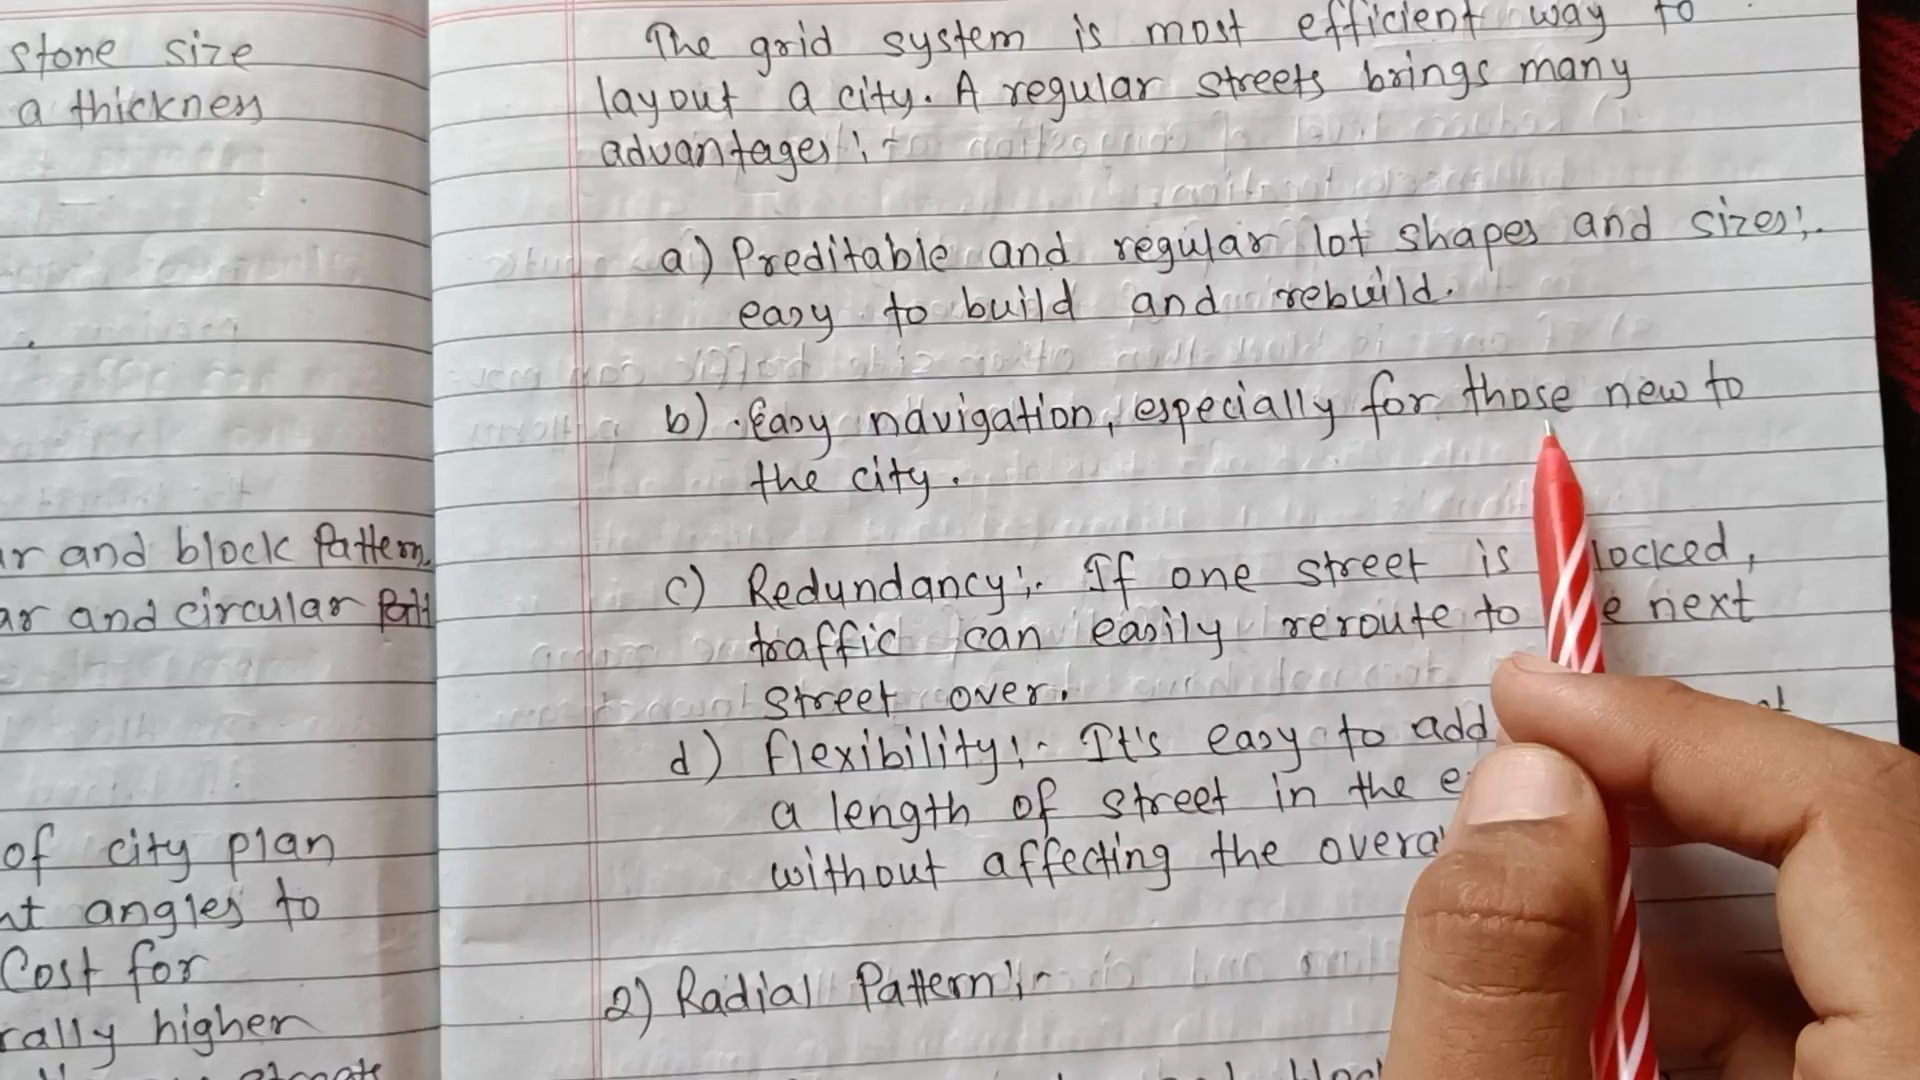 stone size
a thickness
and block Pattern
and circular
of city plan
angles to
Cost for
higher
The grid system is most efficient way to
layout a city. A regular streets brings many
advantages :-
a) Preditable and regular lot shapes and sizes:-
easy to build and rebuild.
b) Easy navigation, especially for those new to
the city.
c) Redundancy:- If one street is locked,
traffic can easily reroute to e next
street over.
d) flexibility:- It's easy to add
a length of street in the
without affecting the
2) Radial Pattern:-